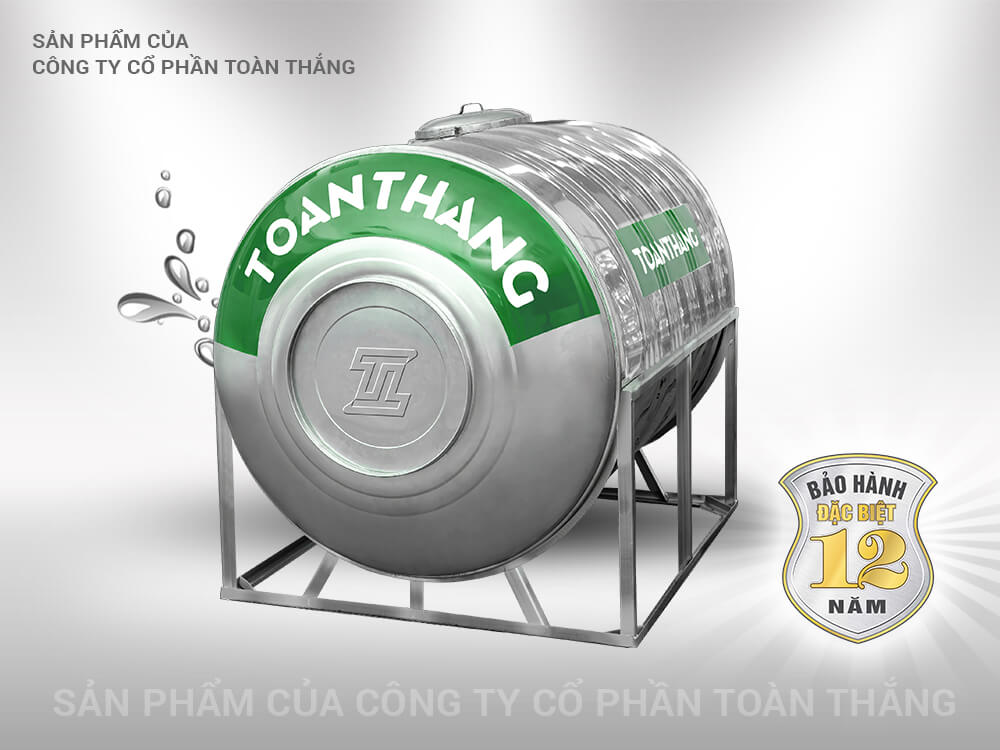 SẢN PHẨM CỦA
CÔNG TY CỔ PHẦN TOÀN THẮNG
TOANTHANG
TOANTHANG
BẢO HÀNH
ĐẶC BIỆT
12
NĂM
SẢN PHẨM CỦA CÔNG TY CỔ PHẦN TOÀN THẮNG